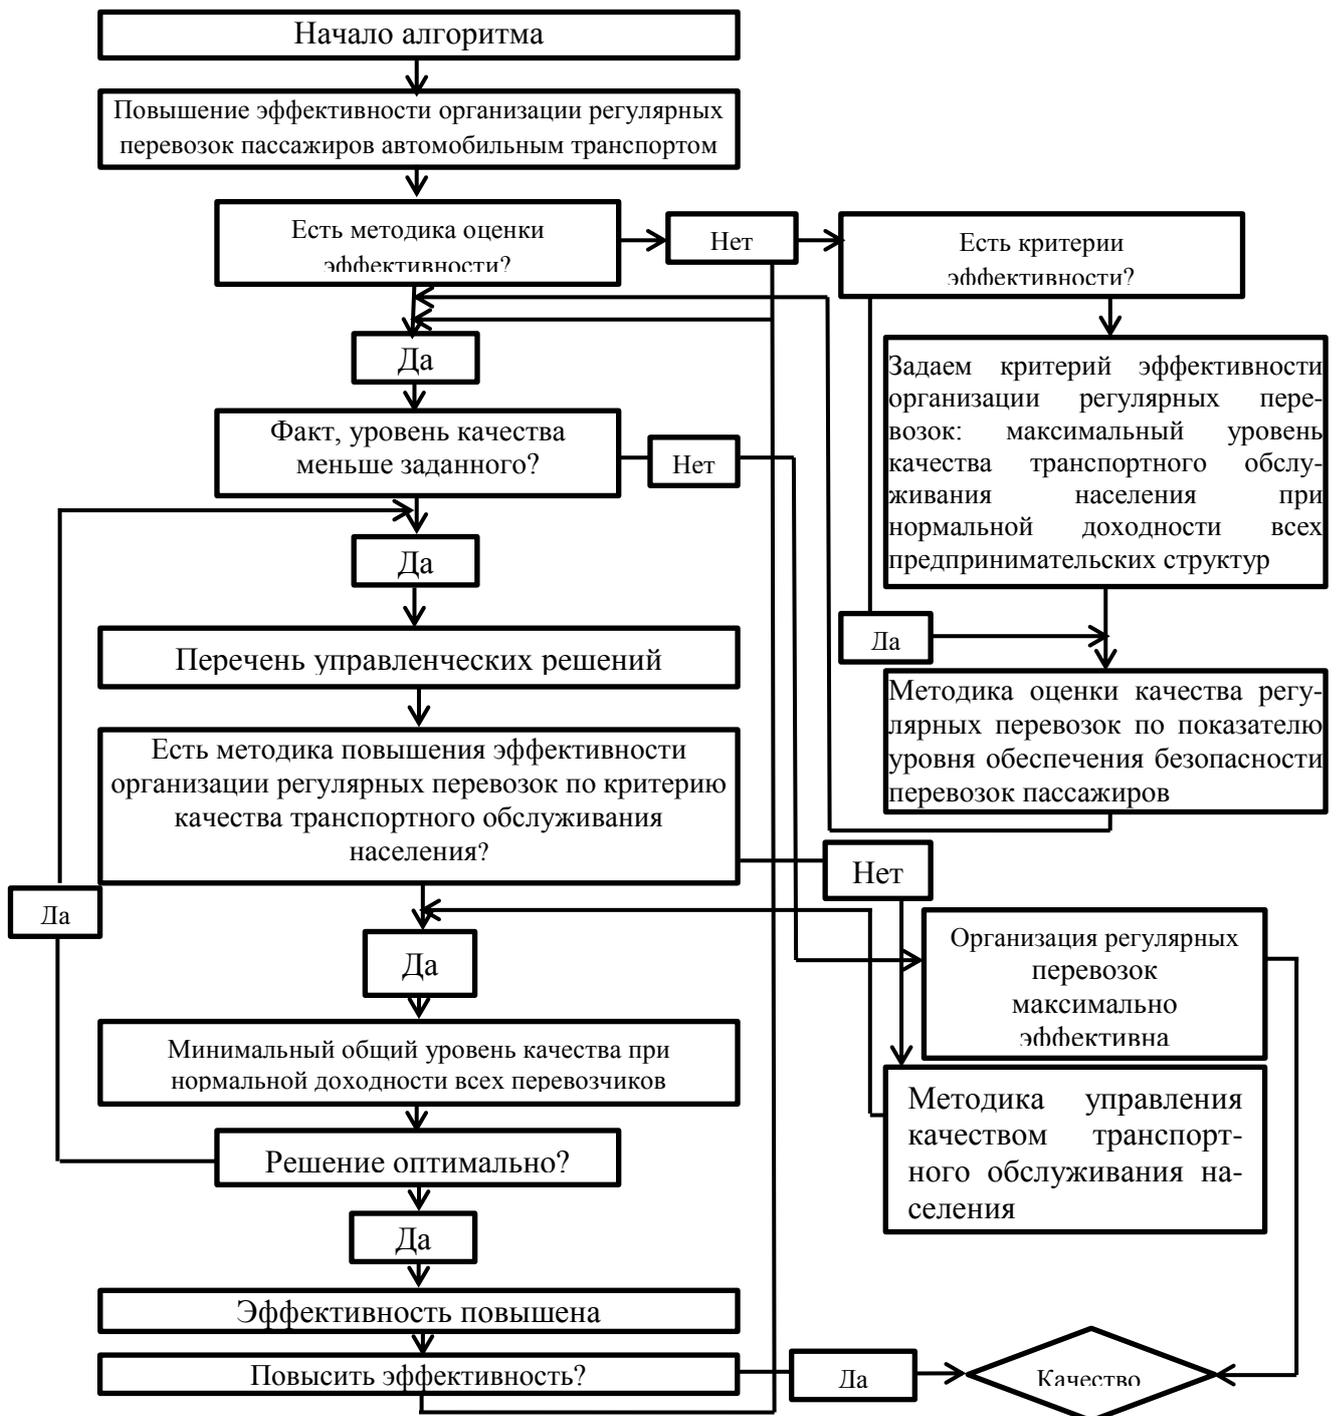 Начало алгоритма
Повышение эффективности организации регулярных
перевозок пассажиров автомобильным транспортом
Есть методика оценки
эффективности?
Нет
Есть критерии
эффективности?
Да
Задаем критерий эффективности
организации регулярных пере-
возок: максимальный уровень
качества транспортного обслу-
живания населения при
нормальной доходности всех
предпринимательских структур
Факт, уровень качества
меньше заданного?
Нет
Да
Да
Перечень управленческих решений
Методика оценки качества регу-
лярных перевозок по показателю
уровня обеспечения безопасности
перевозок пассажиров
Есть методика повышения эффективности
организации регулярных перевозок по критерию
качества транспортного обслуживания
населения?
Нет
Да
Да
Организация регулярных
перевозок
максимально
эффективна
Минимальный общий уровень качества при
нормальной доходности всех перевозчиков
Методика управления
качеством транспорт-
ного обслуживания на-
селения
Решение оптимально?
Да
Эффективность повышена
Повысить эффективность?
Да
Качество